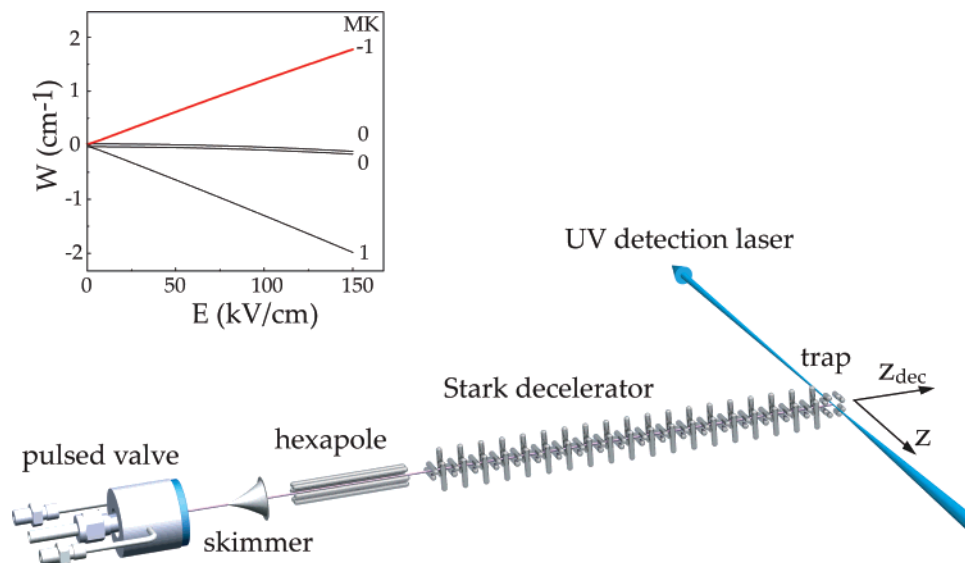 MK
2
-1
1
W (cm-1)
0
0
0
-1
1
-2
0
50
100
150
E (kV/cm)
UV detection laser
trap
Zdec
Z
Stark decelerator
hexapole
pulsed valve
skimmer